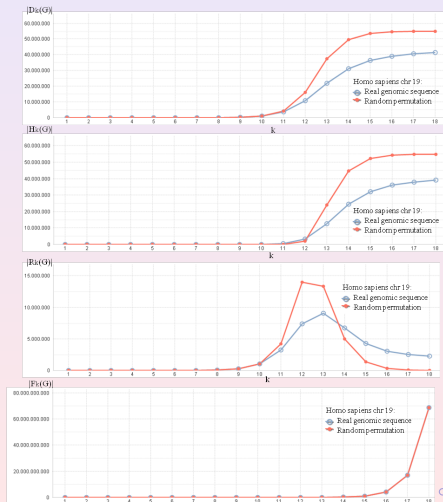 |Dk(G)|
60.000.000
50.000.000
40.000.000
30.000.000
20.000.000
10.000.000
0
1 2 3 4 5 6 7 8 9 10 11 12 13 14 15 16 17 18
k
Homo sapiens chr 19:
Real genomic sequence
Random permutation
|Hk(G)|
60.000.000
50.000.000
40.000.000
30.000.000
20.000.000
10.000.000
0
1 2 3 4 5 6 7 8 9 10 11 12 13 14 15 16 17 18
k
Homo sapiens chr 19:
Real genomic sequence
Random permutation
|Rk(G)|
15.000.000
10.000.000
5.000.000
0
1 2 3 4 5 6 7 8 9 10 11 12 13 14 15 16 17 18
k
Homo sapiens chr 19:
Real genomic sequence
Random permutation
|Fk(G)|
80.000.000.000
60.000.000.000
40.000.000.000
20.000.000.000
0
1 2 3 4 5 6 7 8 9 10 11 12 13 14 15 16 17 18
Homo sapiens chr 19:
Real genomic sequence
Random permutation